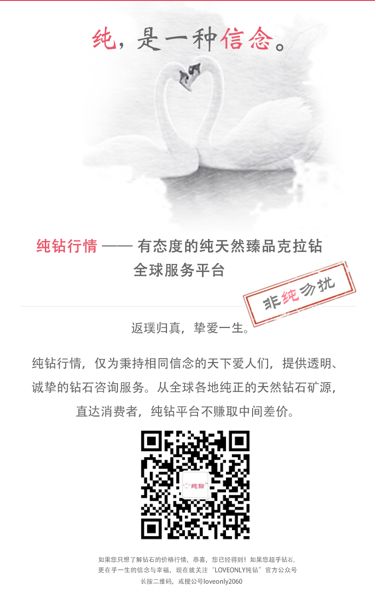 纯，是一种信念。
纯钻行情 —— 有态度的纯天然臻品克拉钻
全球服务平台
非纯勿扰
返璞归真，挚爱一生。
纯钻行情，仅为秉持相同信念的天下爱人们，提供透明、
诚挚的钻石咨询服务。从全球各地纯正的天然钻石矿源，
直达消费者，纯钻平台不赚取中间差价。
如果您只想了解钻石的价格行情，恭喜，您已经得到！如果您超乎钻石，
更在乎一生的信念与幸福，现在就关注“LOVEONLY纯钻”官方公众号
长按二维码，或搜公号loveonly2060